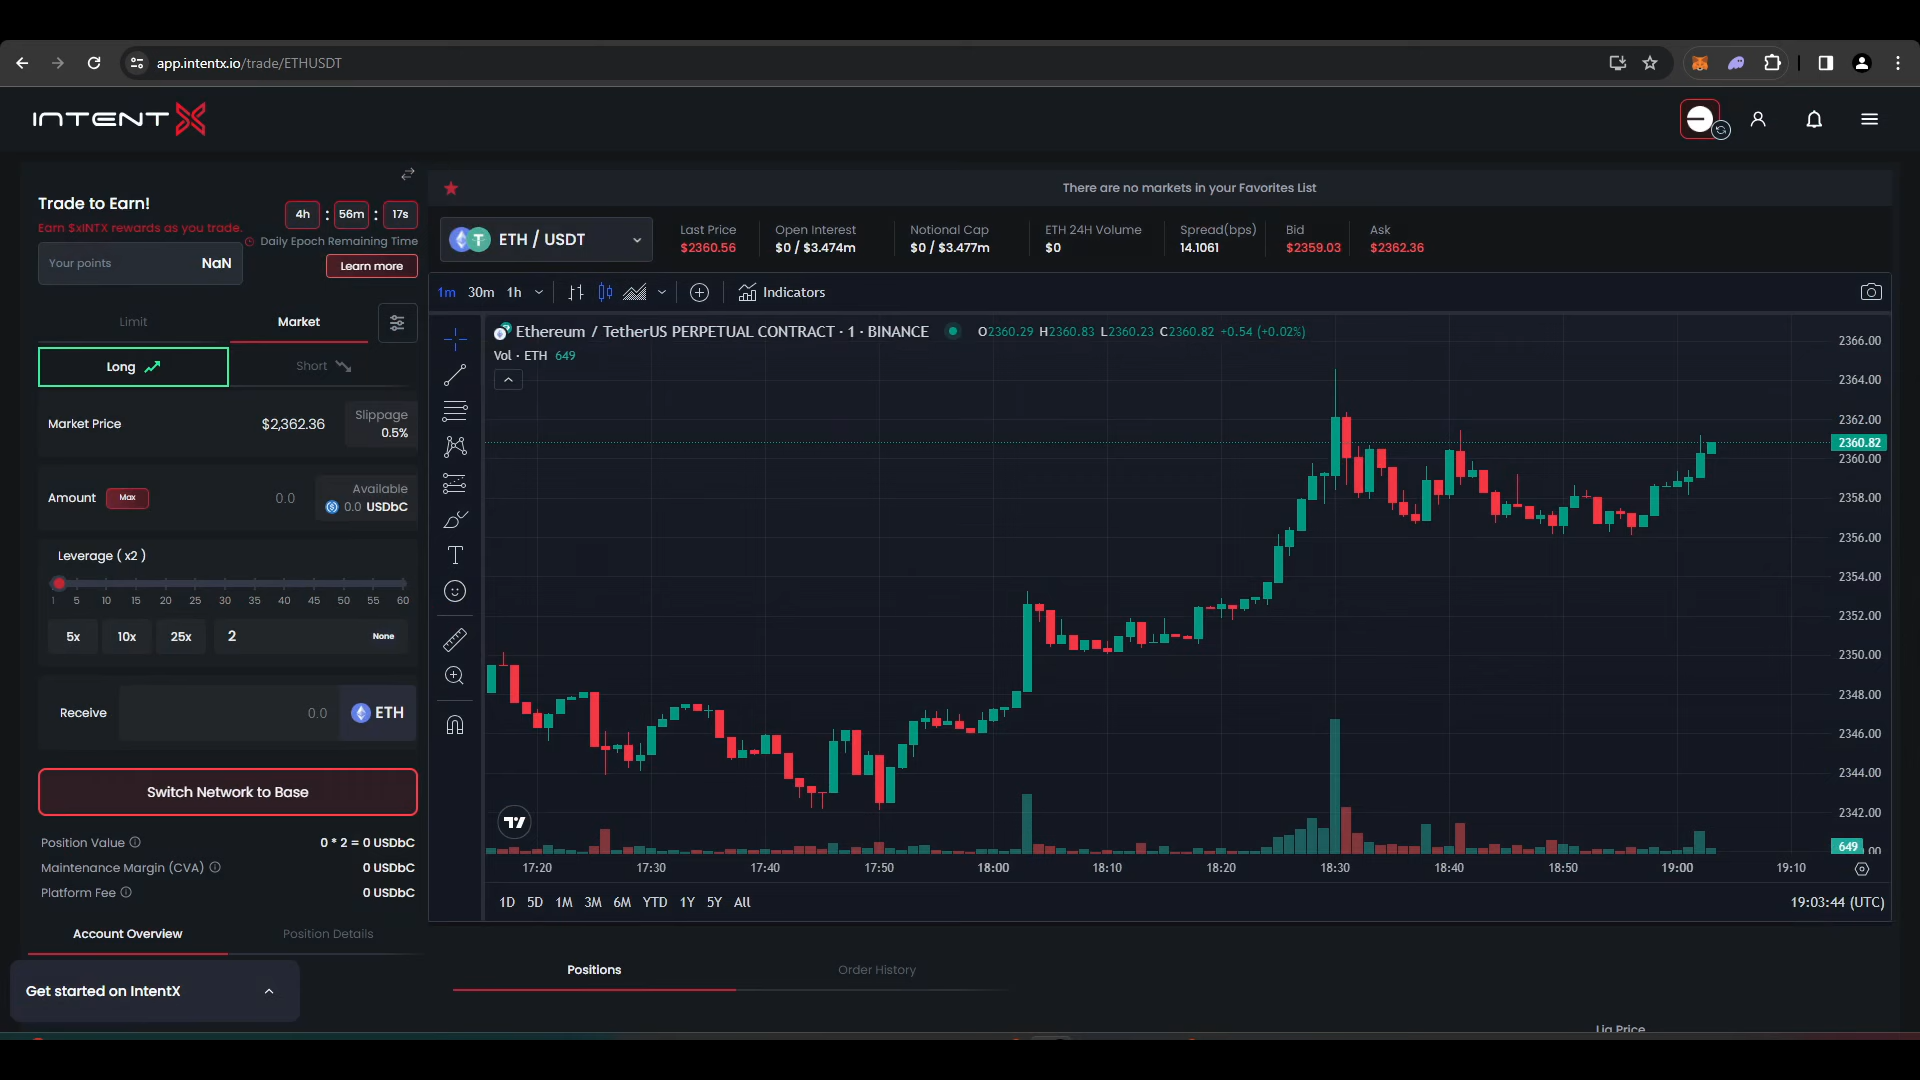 app.intentx.io/trade/ETHUSDT
INTENTX
Trade to Earn!
Earn $xINTX rewards as you trade.
4h : 56m : 17s
Daily Epoch Remaining Time
Your points NaN
Learn more
Limit Market
Long Short
Market Price $2,362.36
Slippage
0.5%
Amount Max 0.0
Available
0.0 USDbC
Leverage ( x2 )
1 5 10 15 20 25 30 35 40 45 50 55 60
5x 10x 25x 2 None
Receive 0.0 ETH
Switch Network to Base
Position Value 0 * 2 = 0 USDbC
Maintenance Margin (CVA) 0 USDbC
Platform Fee 0 USDbC
Account Overview Position Details
Get started on IntentX
There are no markets in your Favorites List
ETH / USDT
Last Price
$2360.56
Open Interest
$0 / $3.474m
Notional Cap
$0 / $3.477m
ETH 24H Volume
$0
Spread(bps)
14.1061
Bid
$2359.03
Ask
$2362.36
1m 30m 1h Indicators
Ethereum / TetherUS PERPETUAL CONTRACT · 1 · BINANCE O2360.29 H2360.83 L2360.23 C2360.82 +0.54 (+0.02%)
Vol · ETH 649
2366.00
2364.00
2362.00
2360.82
2360.00
2358.00
2356.00
2354.00
2352.00
2350.00
2348.00
2346.00
2344.00
2342.00
649
00
17:20 17:30 17:40 17:50 18:00 18:10 18:20 18:30 18:40 18:50 19:00 19:10
1D 5D 1M 3M 6M YTD 1Y 5Y All
19:03:44 (UTC)
Positions Order History
Liq Price